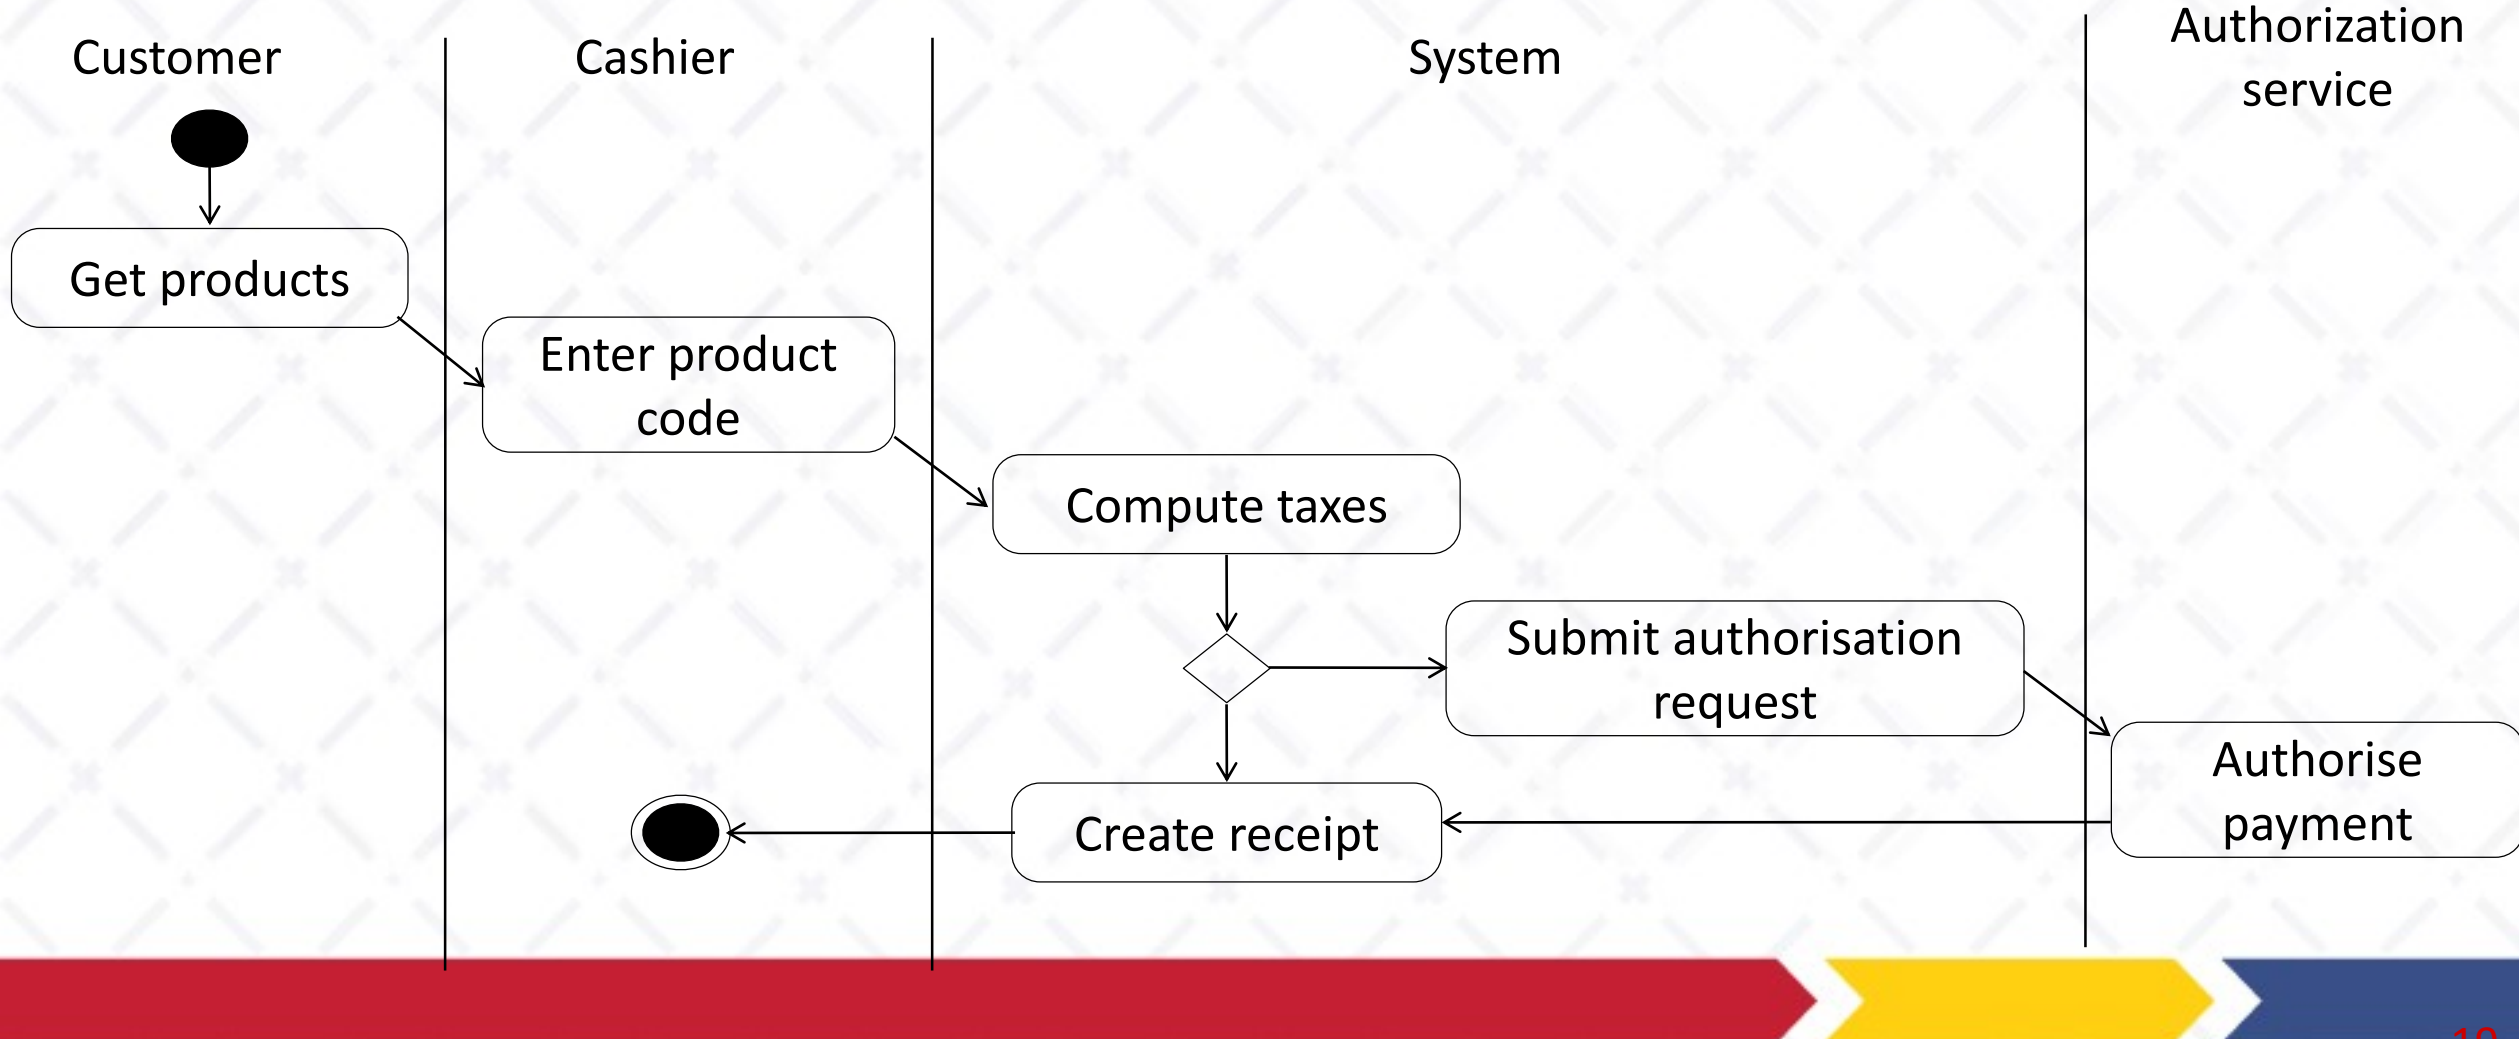 Customer
Cashier
System
Authorization
service
Get products
Enter product
code
Compute taxes
Submit authorisation
request
Authorise
payment
Create receipt